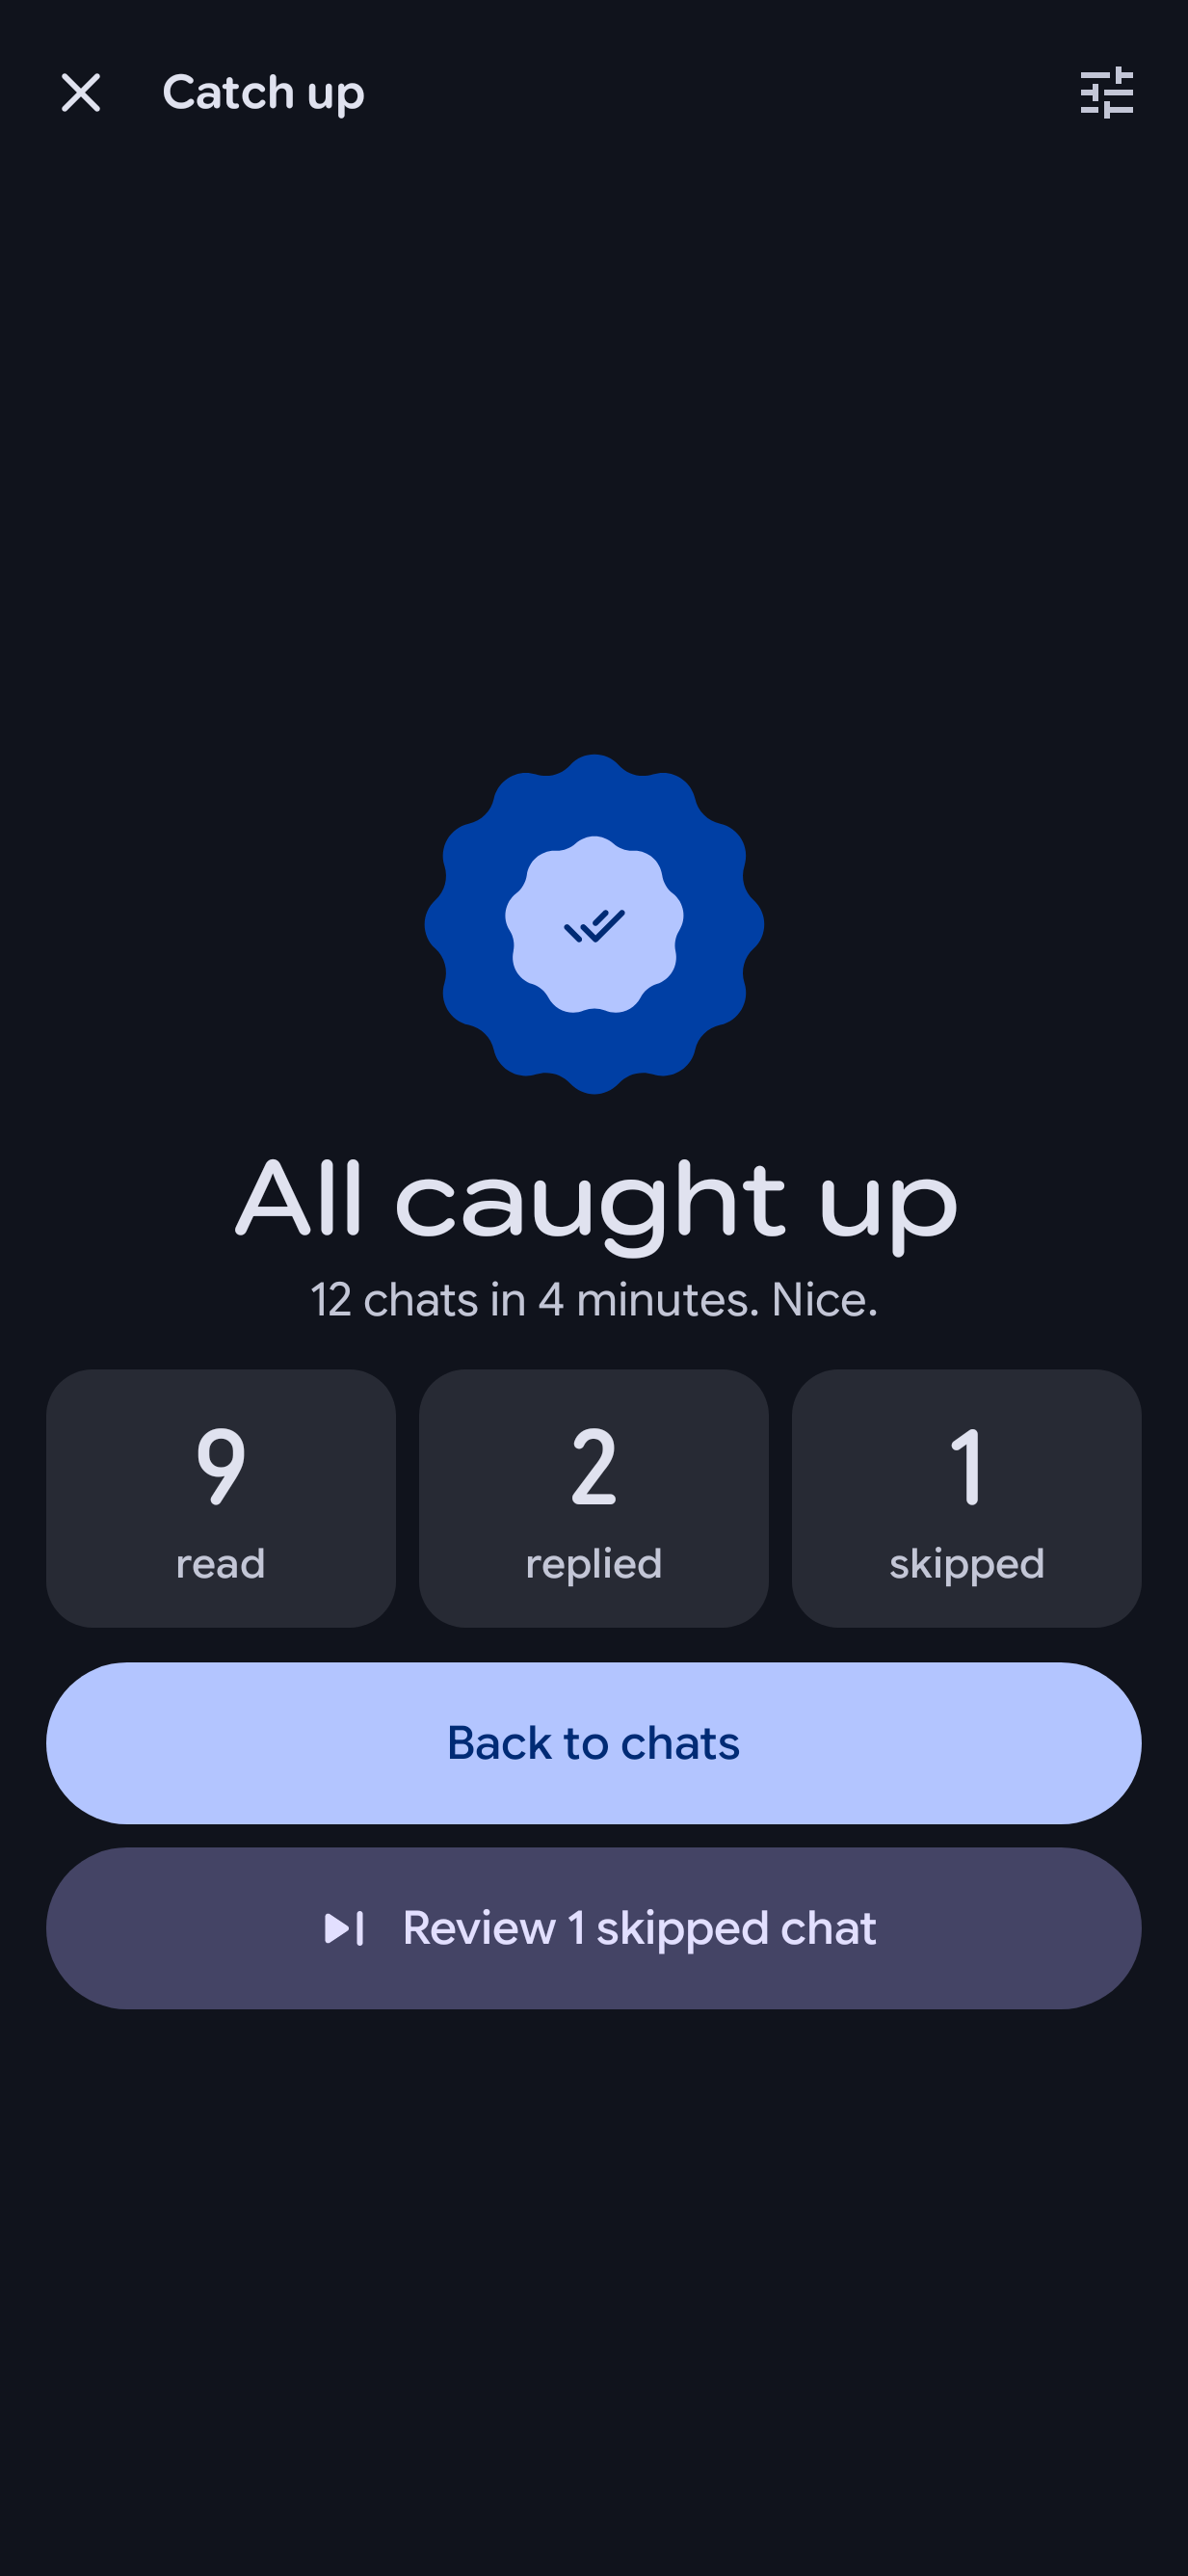 Catch up
All caught up
12 chats in 4 minutes. Nice.
9
read
2
replied
1
skipped
Back to chats
Review 1 skipped chat